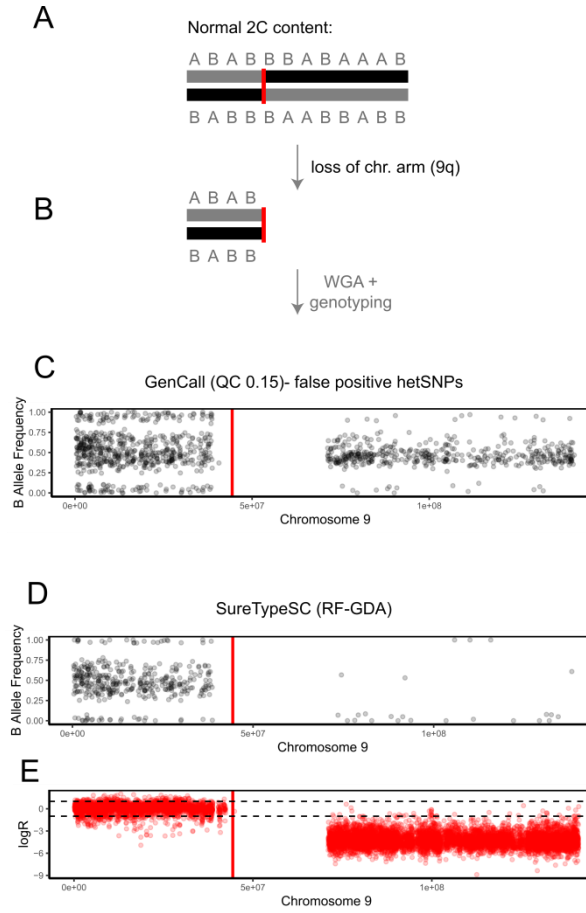 A
Normal 2C content:
A B A B B B A B A A A B
B A B B B A A B B A B B
loss of chr. arm (9q)
B
A B A B
B A B B
WGA +
genotyping
C
GenCall (QC 0.15)- false positive hetSNPs
B Allele Frequency
1.00
0.75
0.50
0.25
0.00
0e+00 5e+07 1e+08
Chromosome 9
D
SureTypeSC (RF-GDA)
B Allele Frequency
1.00
0.75
0.50
0.25
0.00
0e+00 5e+07 1e+08
Chromosome 9
E
logR
0
-3
-6
-9
0e+00 5e+07 1e+08
Chromosome 9